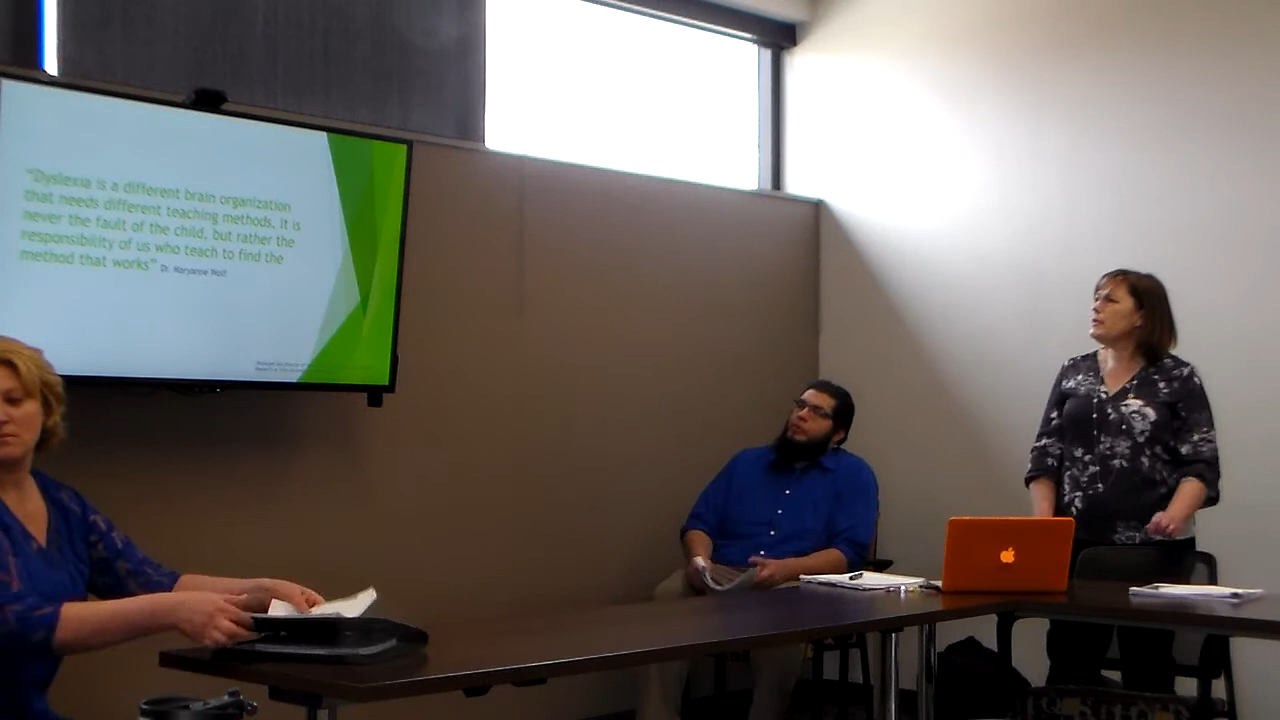 "Dyslexia is a different brain organization
that needs different teaching methods. It is
never the fault of the child, but rather the
responsibility of us who teach to find the
method that works" Dr. Maryanne Wolf